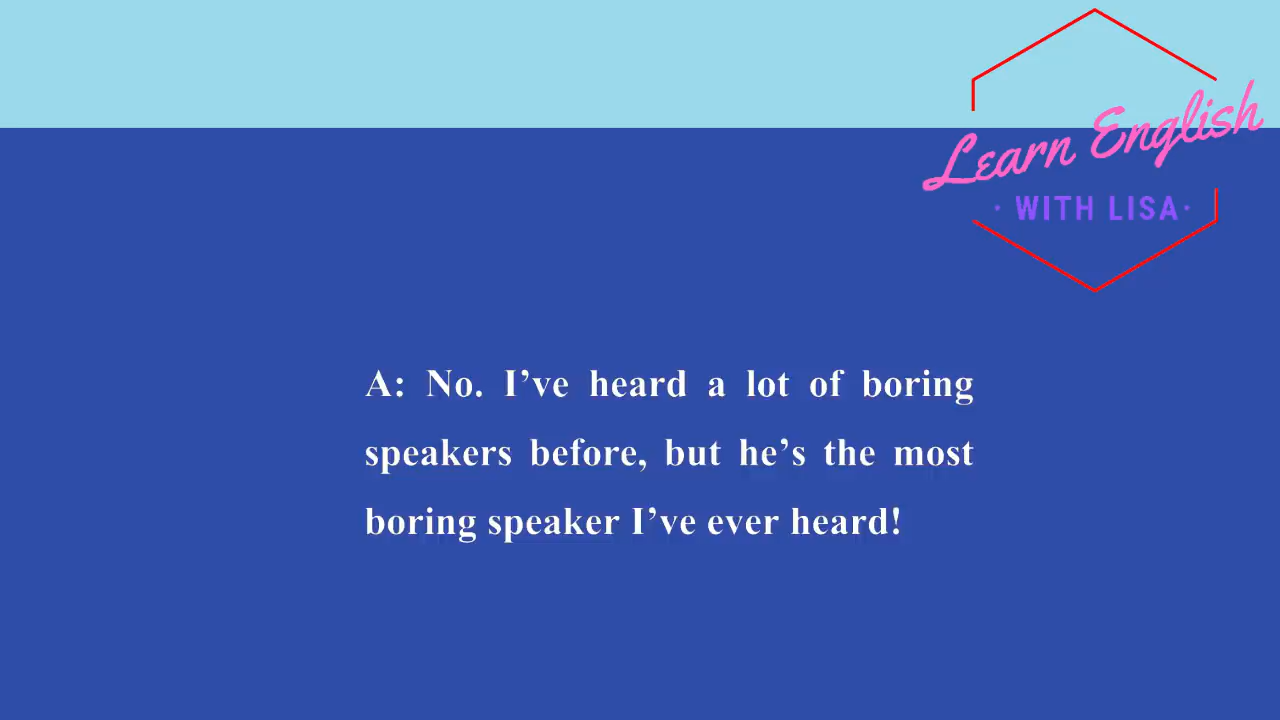 Learn English
· WITH LISA ·
A: No. I’ve heard a lot of boring
speakers before, but he’s the most
boring speaker I’ve ever heard!